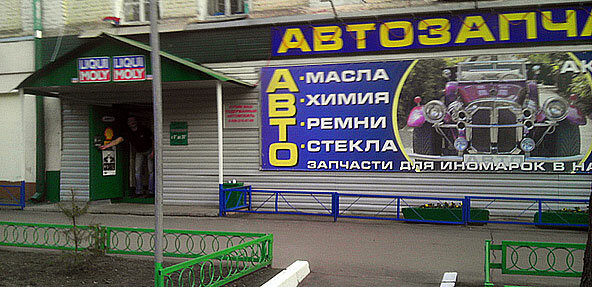 АВТОЗАПЧА
LIQUI MOLY
LIQUI MOLY
АВТО
·МАСЛА
·ХИМИЯ
·РЕМНИ
·СТЕКЛА
ЗАПЧАСТИ ДЛЯ ИНОМАРОК В НА